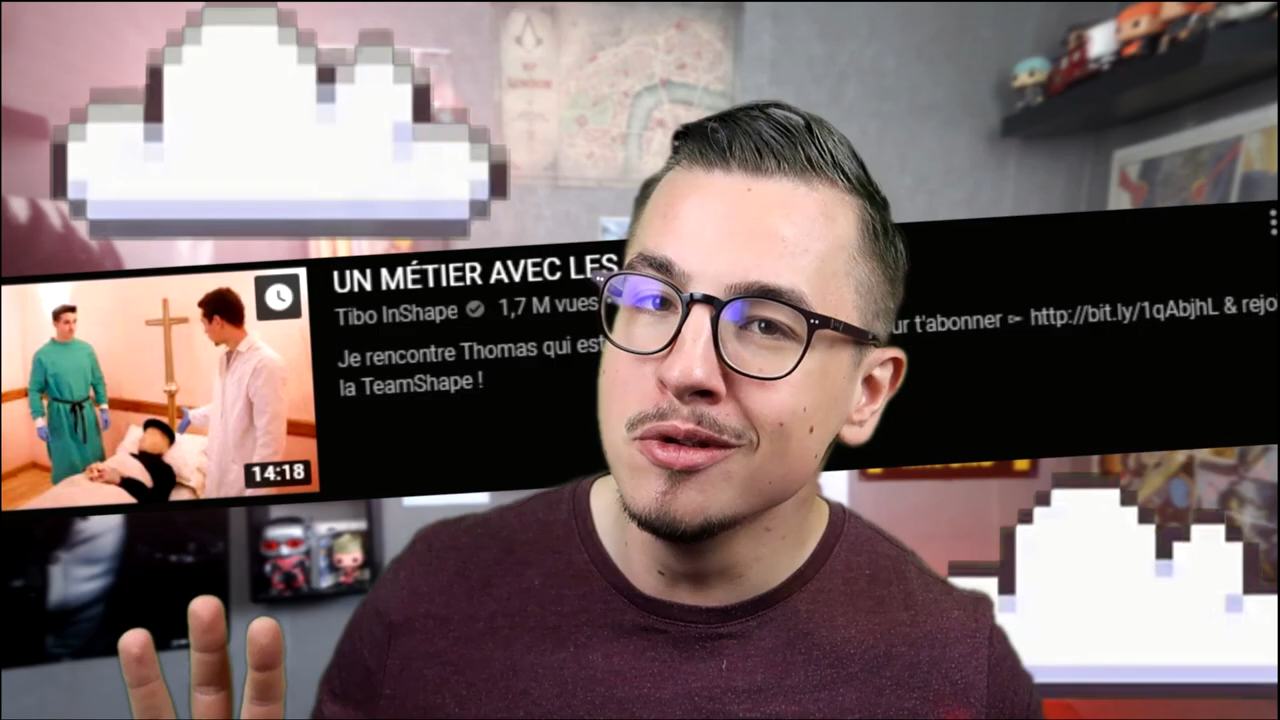 UN MÉTIER AVEC LES
Tibo InShape 1,7 M vues
ur t'abonner ▻ http://bit.ly/1qAbjhL & rejo
Je rencontre Thomas qui est
la TeamShape !
14:18